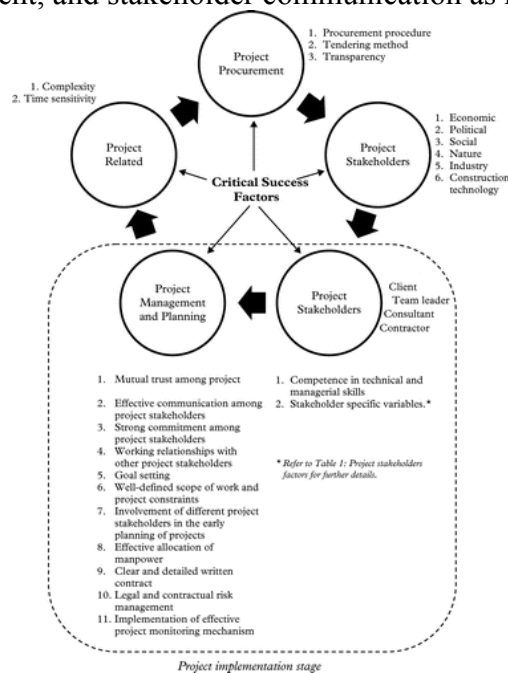 ent, and stakeholder communication as
Project
Procurement
1. Procurement procedure
2. Tendering method
3. Transparency
1. Complexity
2. Time sensitivity
Project
Related
Project
Stakeholders
1. Economic
2. Political
3. Social
4. Nature
5. Industry
6. Construction
technology
Critical Success
Factors
Project
Management
and Planning
Project
Stakeholders
Client
Team leader
Consultant
Contractor
1. Mutual trust among project
2. Effective communication among
project stakeholders
3. Strong commitment among
project stakeholders
4. Working relationships with
other project stakeholders
5. Goal setting
6. Well-defined scope of work and
project constraints
7. Involvement of different project
stakeholders in the early
planning of projects
8. Effective allocation of
manpower
9. Clear and detailed written
contract
10. Legal and contractual risk
management
11. Implementation of effective
project monitoring mechanism
1. Competence in technical and
managerial skills
2. Stakeholder specific variables.*
* Refer to Table 1: Project stakeholders
factors for further details.
Project implementation stage